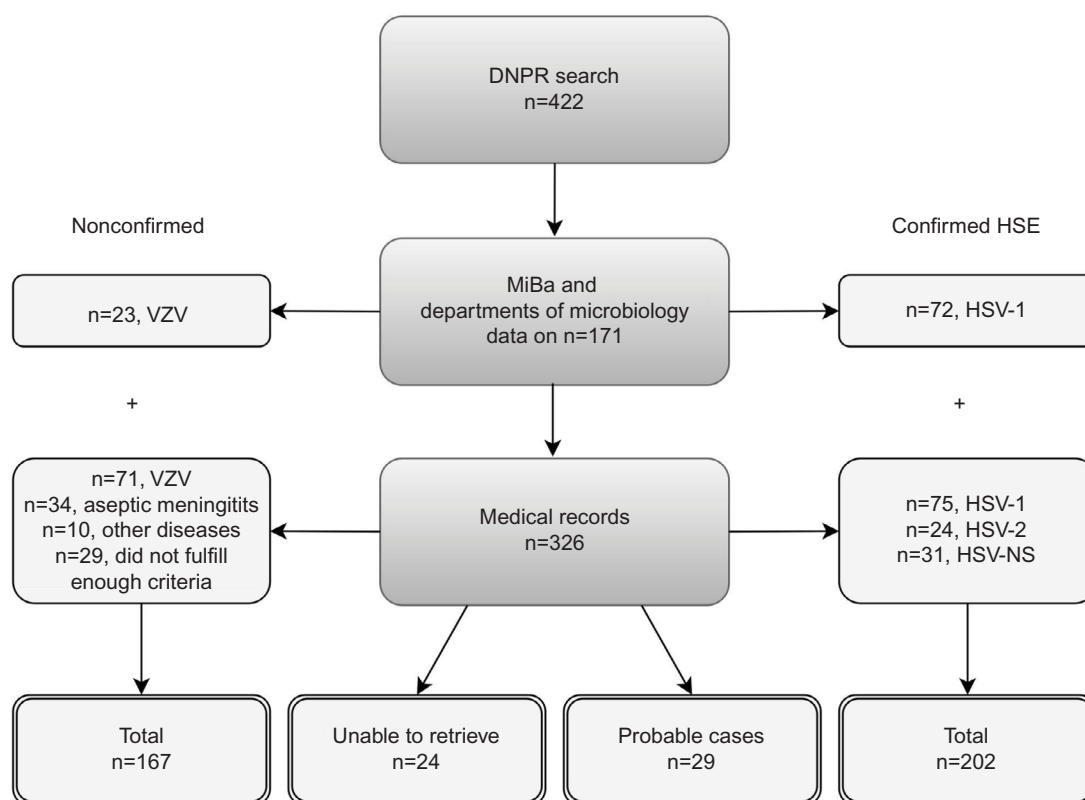 DNPR search
n=422
Nonconfirmed
Confirmed HSE
n=23, VZV
MiBa and
departments of microbiology
data on n=171
n=72, HSV-1
+
+
n=71, VZV
n=34, aseptic meningitits
n=10, other diseases
n=29, did not fulfill
enough criteria
Medical records
n=326
n=75, HSV-1
n=24, HSV-2
n=31, HSV-NS
Total
n=167
Unable to retrieve
n=24
Probable cases
n=29
Total
n=202